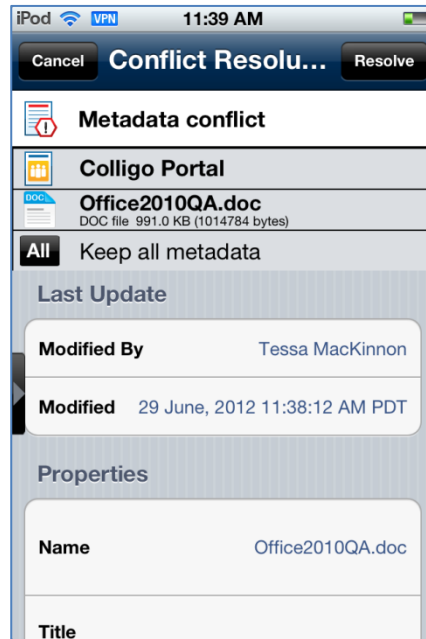 iPod VPN 11:39 AM
Cancel Conflict Resolu... Resolve
Metadata conflict
Colligo Portal
DOC Office2010QA.doc
DOC file 991.0 KB (1014784 bytes)
All Keep all metadata
Last Update
Modified By Tessa MacKinnon
Modified 29 June, 2012 11:38:12 AM PDT
Properties
Name Office2010QA.doc
Title